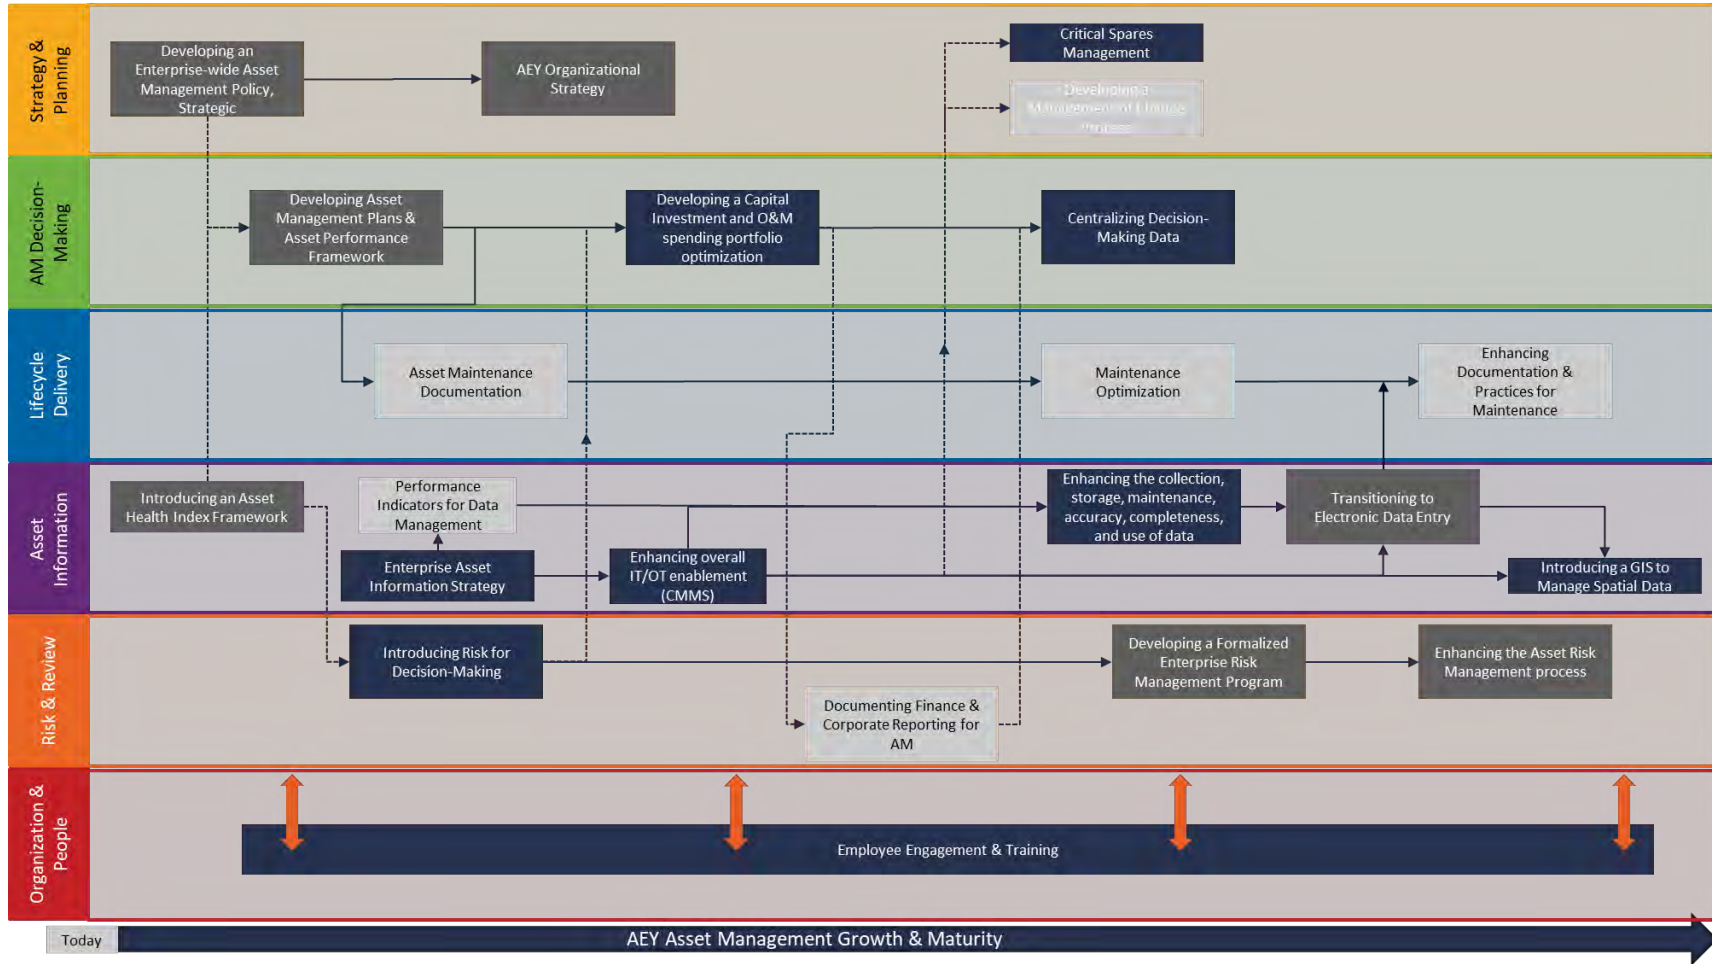 Strategy &
Planning
Developing an
Enterprise-wide Asset
Management Policy,
Strategic
AEY Organizational
Strategy
Critical Spares
Management
Developing a
Management of Change
Process
AM Decision-
Making
Developing Asset
Management Plans &
Asset Performance
Framework
Developing a Capital
Investment and O&M
spending portfolio
optimization
Centralizing Decision-
Making Data
Lifecycle
Delivery
Asset Maintenance
Documentation
Maintenance
Optimization
Enhancing
Documentation &
Practices for
Maintenance
Asset
Information
Introducing an Asset
Health Index Framework
Performance
Indicators for Data
Management
Enterprise Asset
Information Strategy
Enhancing overall
IT/OT enablement
(CMMS)
Enhancing the collection,
storage, maintenance,
accuracy, completeness,
and use of data
Transitioning to
Electronic Data Entry
Introducing a GIS to
Manage Spatial Data
Risk & Review
Introducing Risk for
Decision-Making
Documenting Finance &
Corporate Reporting for
AM
Developing a Formalized
Enterprise Risk
Management Program
Enhancing the Asset Risk
Management process
Organization &
People
Employee Engagement & Training
Today
AEY Asset Management Growth & Maturity